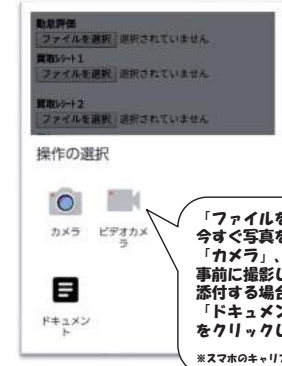 勤怠評価
ファイルを選択 選択されていません
買取シート1
ファイルを選択 選択されていません
買取シート2
ファイルを選択 選択されていません
操作の選択
カメラ
ビデオカメラ
ドキュメント
「ファイルを
今すぐ写真を
「カメラ」、
事前に撮影し
添付する場合
「ドキュメン
をクリックし
※スマホのキャリア